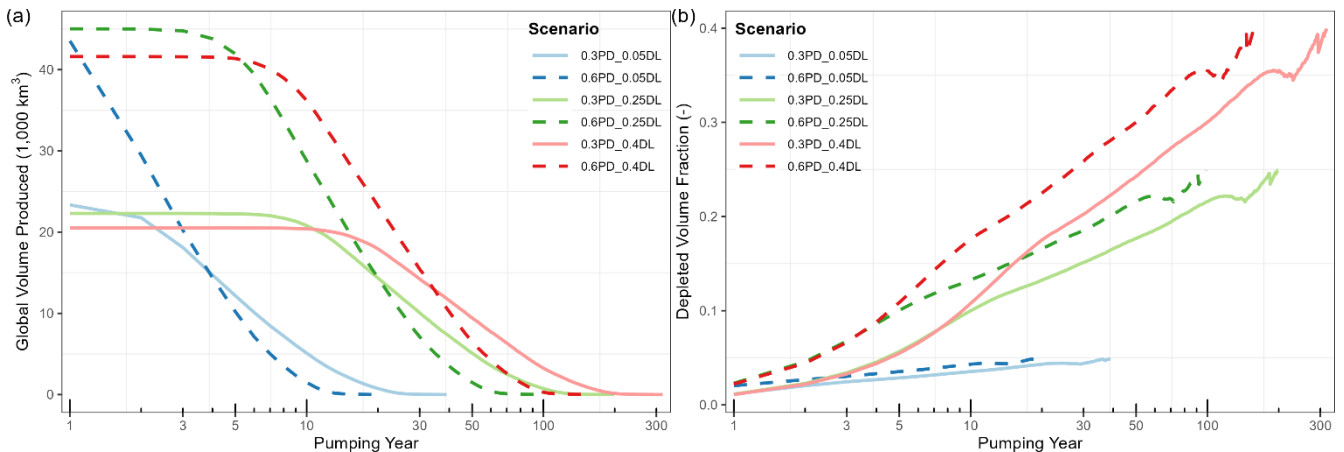 (a)
Global Volume Produced (1,000 km³)
40
30
20
10
0
1
3
5
10
30
50
100
300
Pumping Year
Scenario
0.3PD_0.05DL
0.6PD_0.05DL
0.3PD_0.25DL
0.6PD_0.25DL
0.3PD_0.4DL
0.6PD_0.4DL
(b)
Depleted Volume Fraction (-)
0.4
0.3
0.2
0.1
0.0
1
3
5
10
30
50
100
300
Pumping Year
Scenario
0.3PD_0.05DL
0.6PD_0.05DL
0.3PD_0.25DL
0.6PD_0.25DL
0.3PD_0.4DL
0.6PD_0.4DL